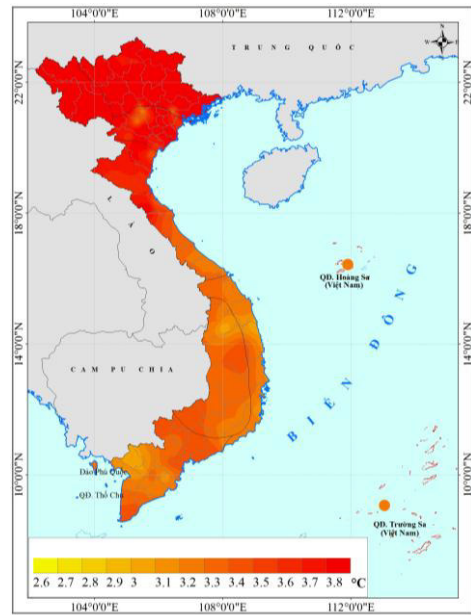 104°0'0"E
108°0'0"E
112°0'0"E
N
W
E
S
TRUNG QUỐC
22°0'0"N
22°0'0"N
18°0'0"N
18°0'0"N
LÀO
QĐ. Hoàng Sa
(Việt Nam)
BIỂN ĐÔNG
14°0'0"N
14°0'0"N
CAM PU CHIA
Đảo Phú Quốc
10°0'0"N
10°0'0"N
QĐ. Thổ Chu
QĐ. Trường Sa
(Việt Nam)
2.6 2.7 2.8 2.9 3 3.1 3.2 3.3 3.4 3.5 3.6 3.7 3.8 °C
104°0'0"E
108°0'0"E
112°0'0"E